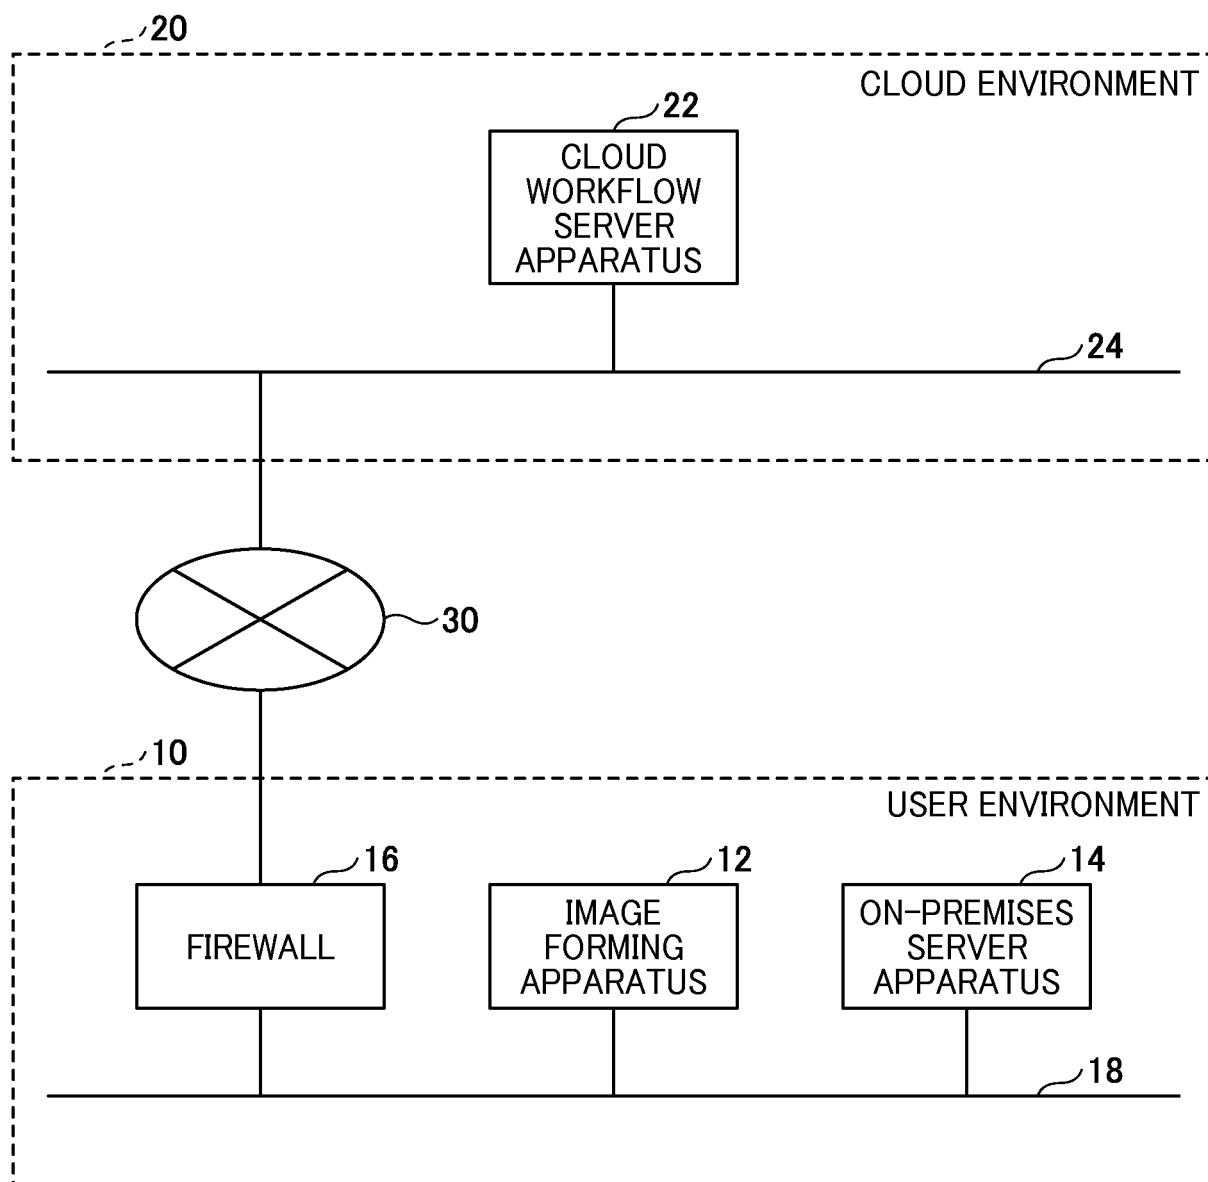 20
CLOUD ENVIRONMENT
22
CLOUD
WORKFLOW
SERVER
APPARATUS
24
30
10
USER ENVIRONMENT
16
FIREWALL
12
IMAGE
FORMING
APPARATUS
14
ON-PREMISES
SERVER
APPARATUS
18